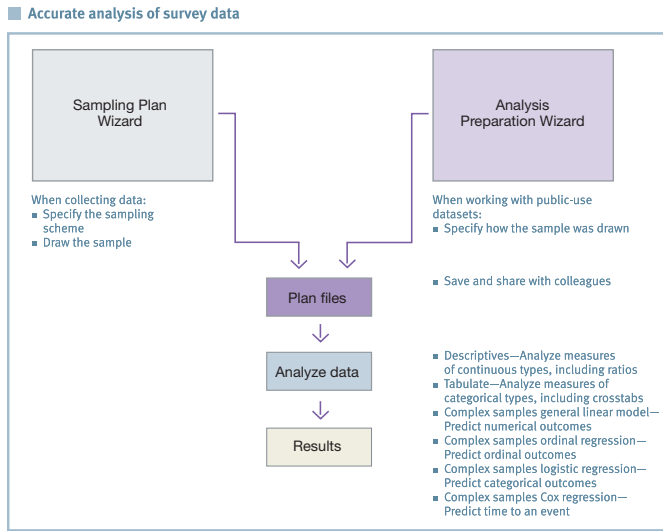 Accurate analysis of survey data
Sampling Plan
Wizard
Analysis
Preparation Wizard
When collecting data:
■ Specify the sampling
scheme
■ Draw the sample
When working with public-use
datasets:
■ Specify how the sample was drawn
Plan files
■ Save and share with colleagues
Analyze data
Results
■ Descriptives—Analyze measures
of continuous types, including ratios
■ Tabulate—Analyze measures of
categorical types, including crosstabs
■ Complex samples general linear model—
Predict numerical outcomes
■ Complex samples ordinal regression—
Predict ordinal outcomes
■ Complex samples logistic regression—
Predict categorical outcomes
■ Complex samples Cox regression—
Predict time to an event